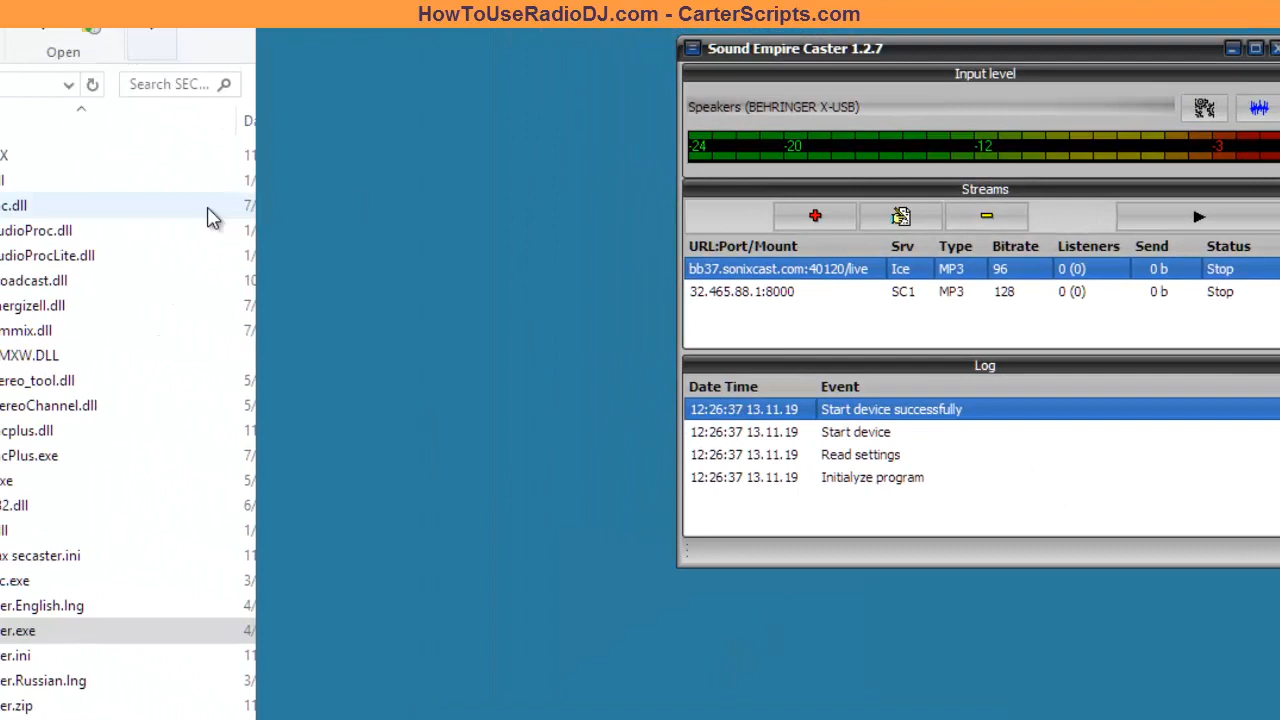 HowToUseRadioDJ.com - CarterScripts.com
Open
Search SEC...
Da
X 11
ll 1/
c.dll 7/
udioProc.dll 1/
udioProcLite.dll 1/
roadcast.dll 10
nergizell.dll 7/
mmix.dll 7/
MXW.DLL
ereo_tool.dll 5/
ereoChannel.dll 5/
cplus.dll 11
cPlus.exe 7/
xe 5/
32.dll 6/
ll 1/
ax secaster.ini 11
c.exe 3/
er.English.lng 4/
er.exe 4/
er.ini 11
er.Russian.lng 3/
er.zip 11
Sound Empire Caster 1.2.7
Input level
Speakers (BEHRINGER X-USB)
-24 -20 -12 -3
Streams
URL:Port/Mount Srv Type Bitrate Listeners Send Status
bb37.sonixcast.com:40120/live Ice MP3 96 0 (0) 0 b Stop
32.465.88.1:8000 SC1 MP3 128 0 (0) 0 b Stop
Log
Date Time Event
12:26:37 13.11.19 Start device successfully
12:26:37 13.11.19 Start device
12:26:37 13.11.19 Read settings
12:26:37 13.11.19 Initialyze program